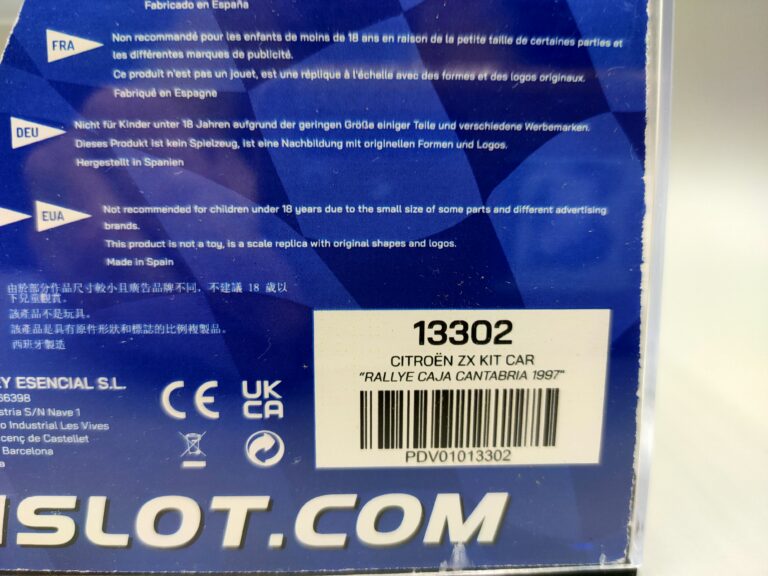 Fabricado en España
FRA
Non recommandé pour les enfants de moins de 18 ans en raison de la petite taille de certaines parties et
les différentes marques de publicité.
Ce produit n'est pas un jouet, est une réplique à l'échelle avec des formes et des logos originaux.
Fabriqué en Espagne
DEU
Nicht für Kinder unter 18 Jahren aufgrund der geringen Größe einiger Teile und verschiedene Werbemarken.
Dieses Produkt ist kein Spielzeug, ist eine Nachbildung mit originellen Formen und Logos.
Hergestellt in Spanien
EUA
Not recommended for children under 18 years due to the small size of some parts and different advertising
brands.
This product is not a toy, is a scale replica with original shapes and logos.
Made in Spain
由於部分作品尺寸較小且廣告品牌不同，不建議 18 歲以
下兒童觀賞。
該產品不是玩具。
該產品是具有原件形狀和標誌的比例複製品。
西班牙製造
EY ESENCIAL S.L.
66398
stria S/N Nave 1
o Industrial Les Vives
cenç de Castellet
Barcelona
CE
UK
CA
13302
CITROËN ZX KIT CAR
"RALLYE CAJA CANTABRIA 1997"
PDV01013302
SLOT.COM